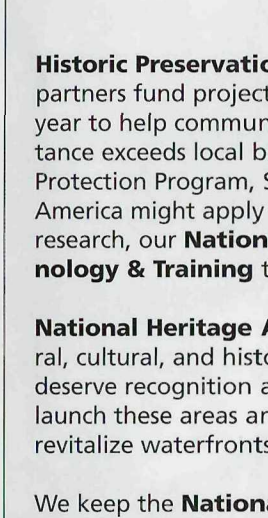 Historic Preservatio
partners fund project
year to help commun
tance exceeds local b
Protection Program, S
America might apply
research, our Nation
nology & Training t
National Heritage A
ral, cultural, and histo
deserve recognition a
launch these areas an
revitalize waterfronts
We keep the Nationa